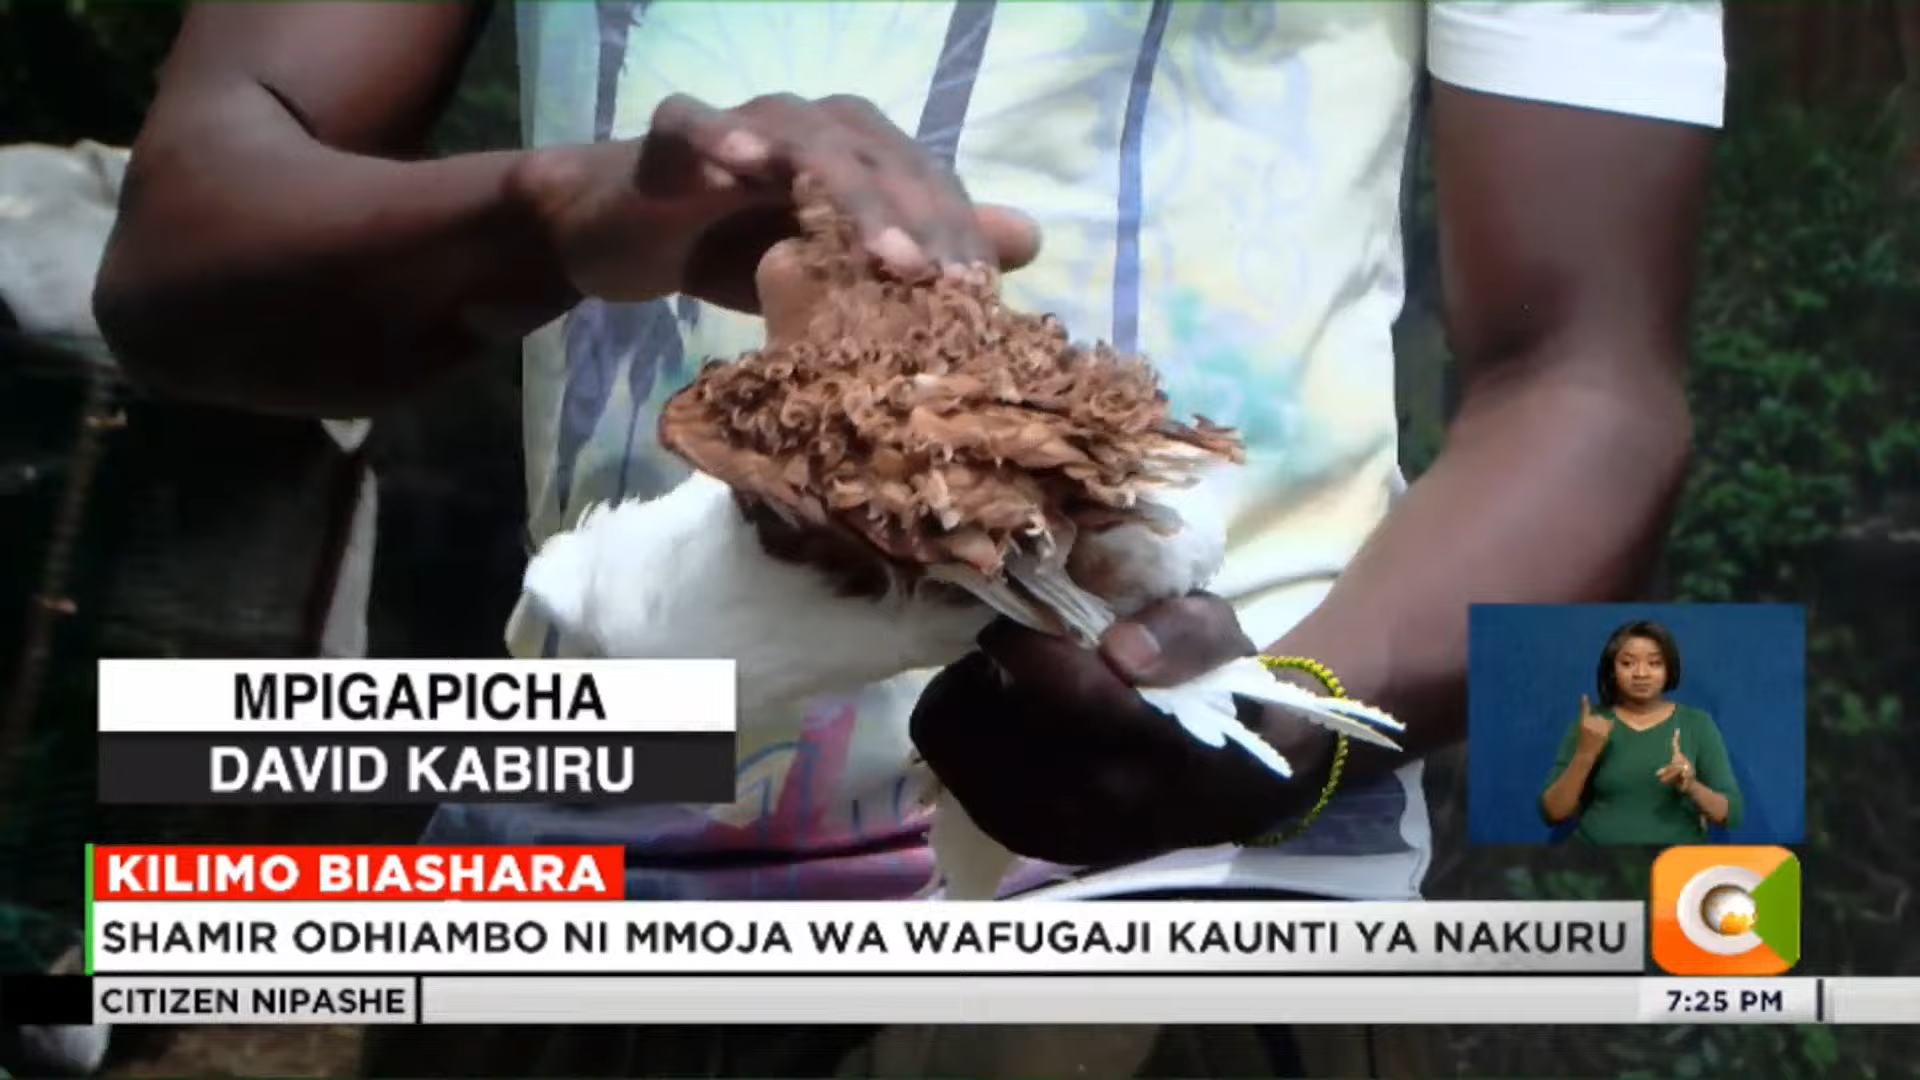 MPIGAPICHA
DAVID KABIRU
KILIMO BIASHARA
SHAMIR ODHIAMBO NI MMOJA WA WAFUGAJI KAUNTI YA NAKURU
CITIZEN NIPASHE
7:25 PM